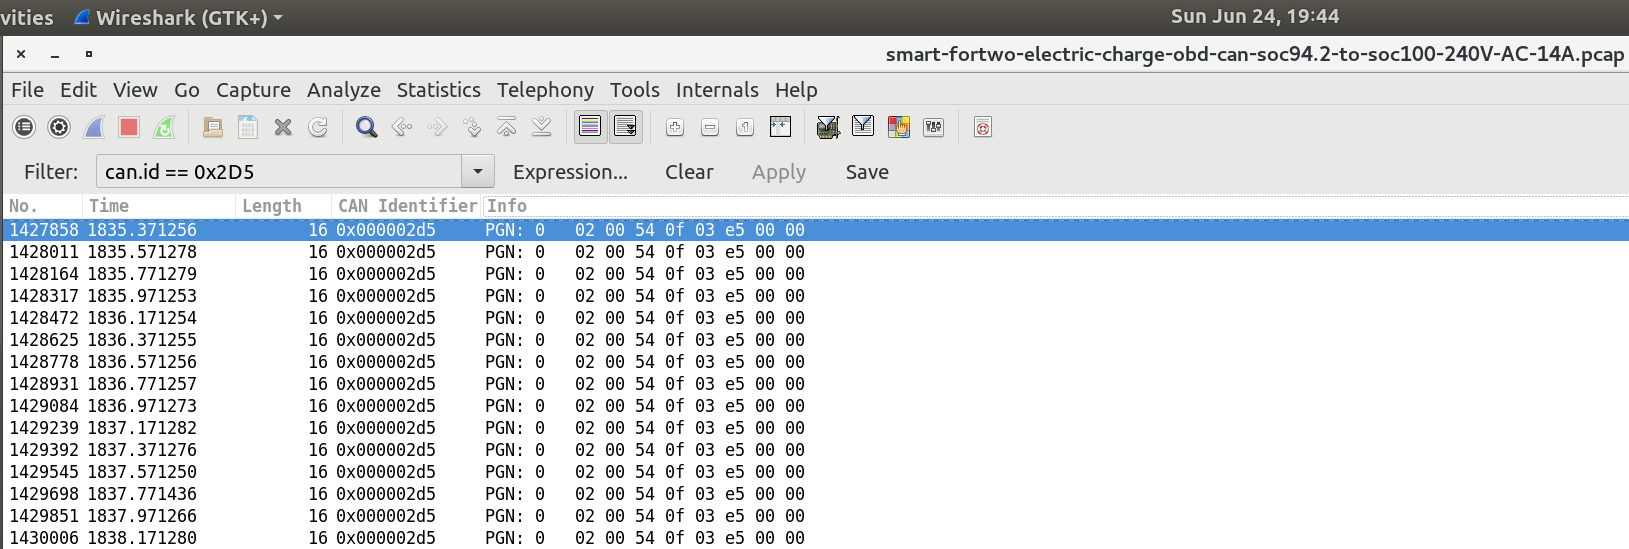 vities Wireshark (GTK+) Sun Jun 24, 19:44
smart-fortwo-electric-charge-obd-can-soc94.2-to-soc100-240V-AC-14A.pcap
File Edit View Go Capture Analyze Statistics Telephony Tools Internals Help
Filter: can.id == 0x2D5 Expression... Clear Apply Save
No. Time Length CAN Identifier Info
1427858 1835.371256 16 0x000002d5 PGN: 0 02 00 54 0f 03 e5 00 00
1428011 1835.571278 16 0x000002d5 PGN: 0 02 00 54 0f 03 e5 00 00
1428164 1835.771279 16 0x000002d5 PGN: 0 02 00 54 0f 03 e5 00 00
1428317 1835.971253 16 0x000002d5 PGN: 0 02 00 54 0f 03 e5 00 00
1428472 1836.171254 16 0x000002d5 PGN: 0 02 00 54 0f 03 e5 00 00
1428625 1836.371255 16 0x000002d5 PGN: 0 02 00 54 0f 03 e5 00 00
1428778 1836.571256 16 0x000002d5 PGN: 0 02 00 54 0f 03 e5 00 00
1428931 1836.771257 16 0x000002d5 PGN: 0 02 00 54 0f 03 e5 00 00
1429084 1836.971273 16 0x000002d5 PGN: 0 02 00 54 0f 03 e5 00 00
1429239 1837.171282 16 0x000002d5 PGN: 0 02 00 54 0f 03 e5 00 00
1429392 1837.371276 16 0x000002d5 PGN: 0 02 00 54 0f 03 e5 00 00
1429545 1837.571250 16 0x000002d5 PGN: 0 02 00 54 0f 03 e5 00 00
1429698 1837.771436 16 0x000002d5 PGN: 0 02 00 54 0f 03 e5 00 00
1429851 1837.971266 16 0x000002d5 PGN: 0 02 00 54 0f 03 e5 00 00
1430006 1838.171280 16 0x000002d5 PGN: 0 02 00 54 0f 03 e5 00 00